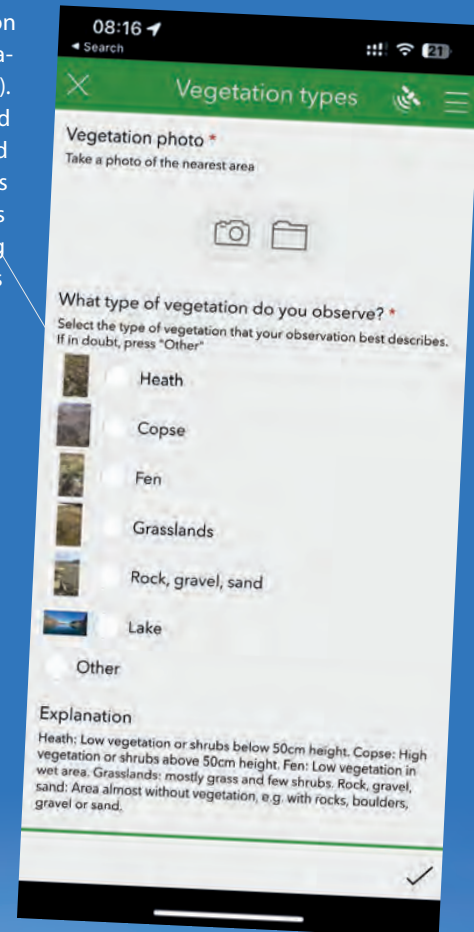 on
a-
).
d
d
s
s
g
s
08:16
Search
21
Vegetation types
Vegetation photo *
Take a photo of the nearest area
What type of vegetation do you observe? *
Select the type of vegetation that your observation best describes.
If in doubt, press "Other"
Heath
Copse
Fen
Grasslands
Rock, gravel, sand
Lake
Other
Explanation
Heath: Low vegetation or shrubs below 50cm height. Copse: High
vegetation or shrubs above 50cm height. Fen: Low vegetation in
wet area. Grasslands: mostly grass and few shrubs. Rock, gravel,
sand: Area almost without vegetation, e.g. with rocks, boulders,
gravel or sand.